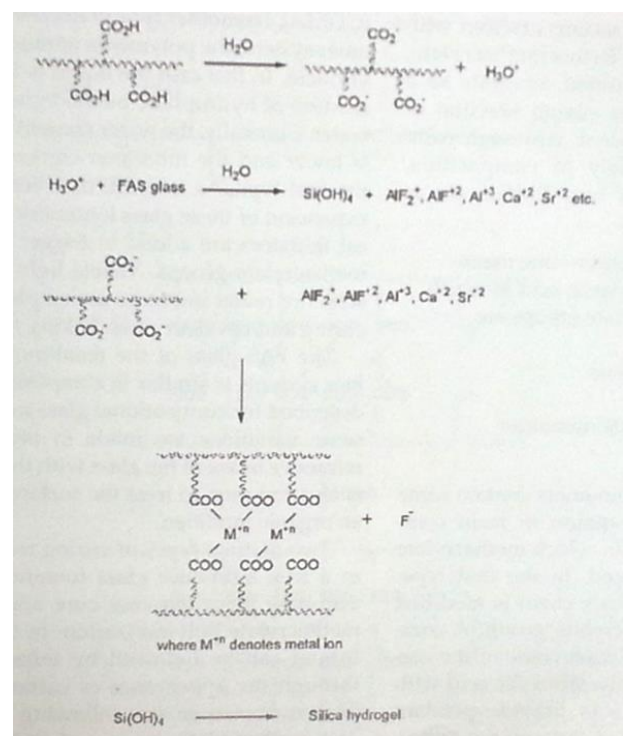 CO₂H
H₂O
CO₂⁻
+ H₃O⁺
CO₂H CO₂H
CO₂⁻ CO₂⁻
H₂O
H₃O⁺ FAS glass Si(OH)₄ + AlF₂⁺, AlF⁺², Al⁺³, Ca⁺², Sr⁺² etc.
CO₂⁻
+ AlF₂⁺, AlF⁺², Al⁺³, Ca⁺², Sr⁺²
CO₂⁻ CO₂⁻
COO COO COO
+ F⁻
M⁺ⁿ M⁺ⁿ
COO COO COO
where M⁺ⁿ denotes metal ion
Si(OH)₄ Silica hydrogel